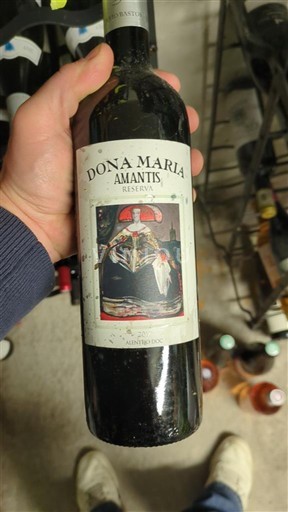 DONA MARIA
AMANTIS
RESERVA
ALENTEJO DOC